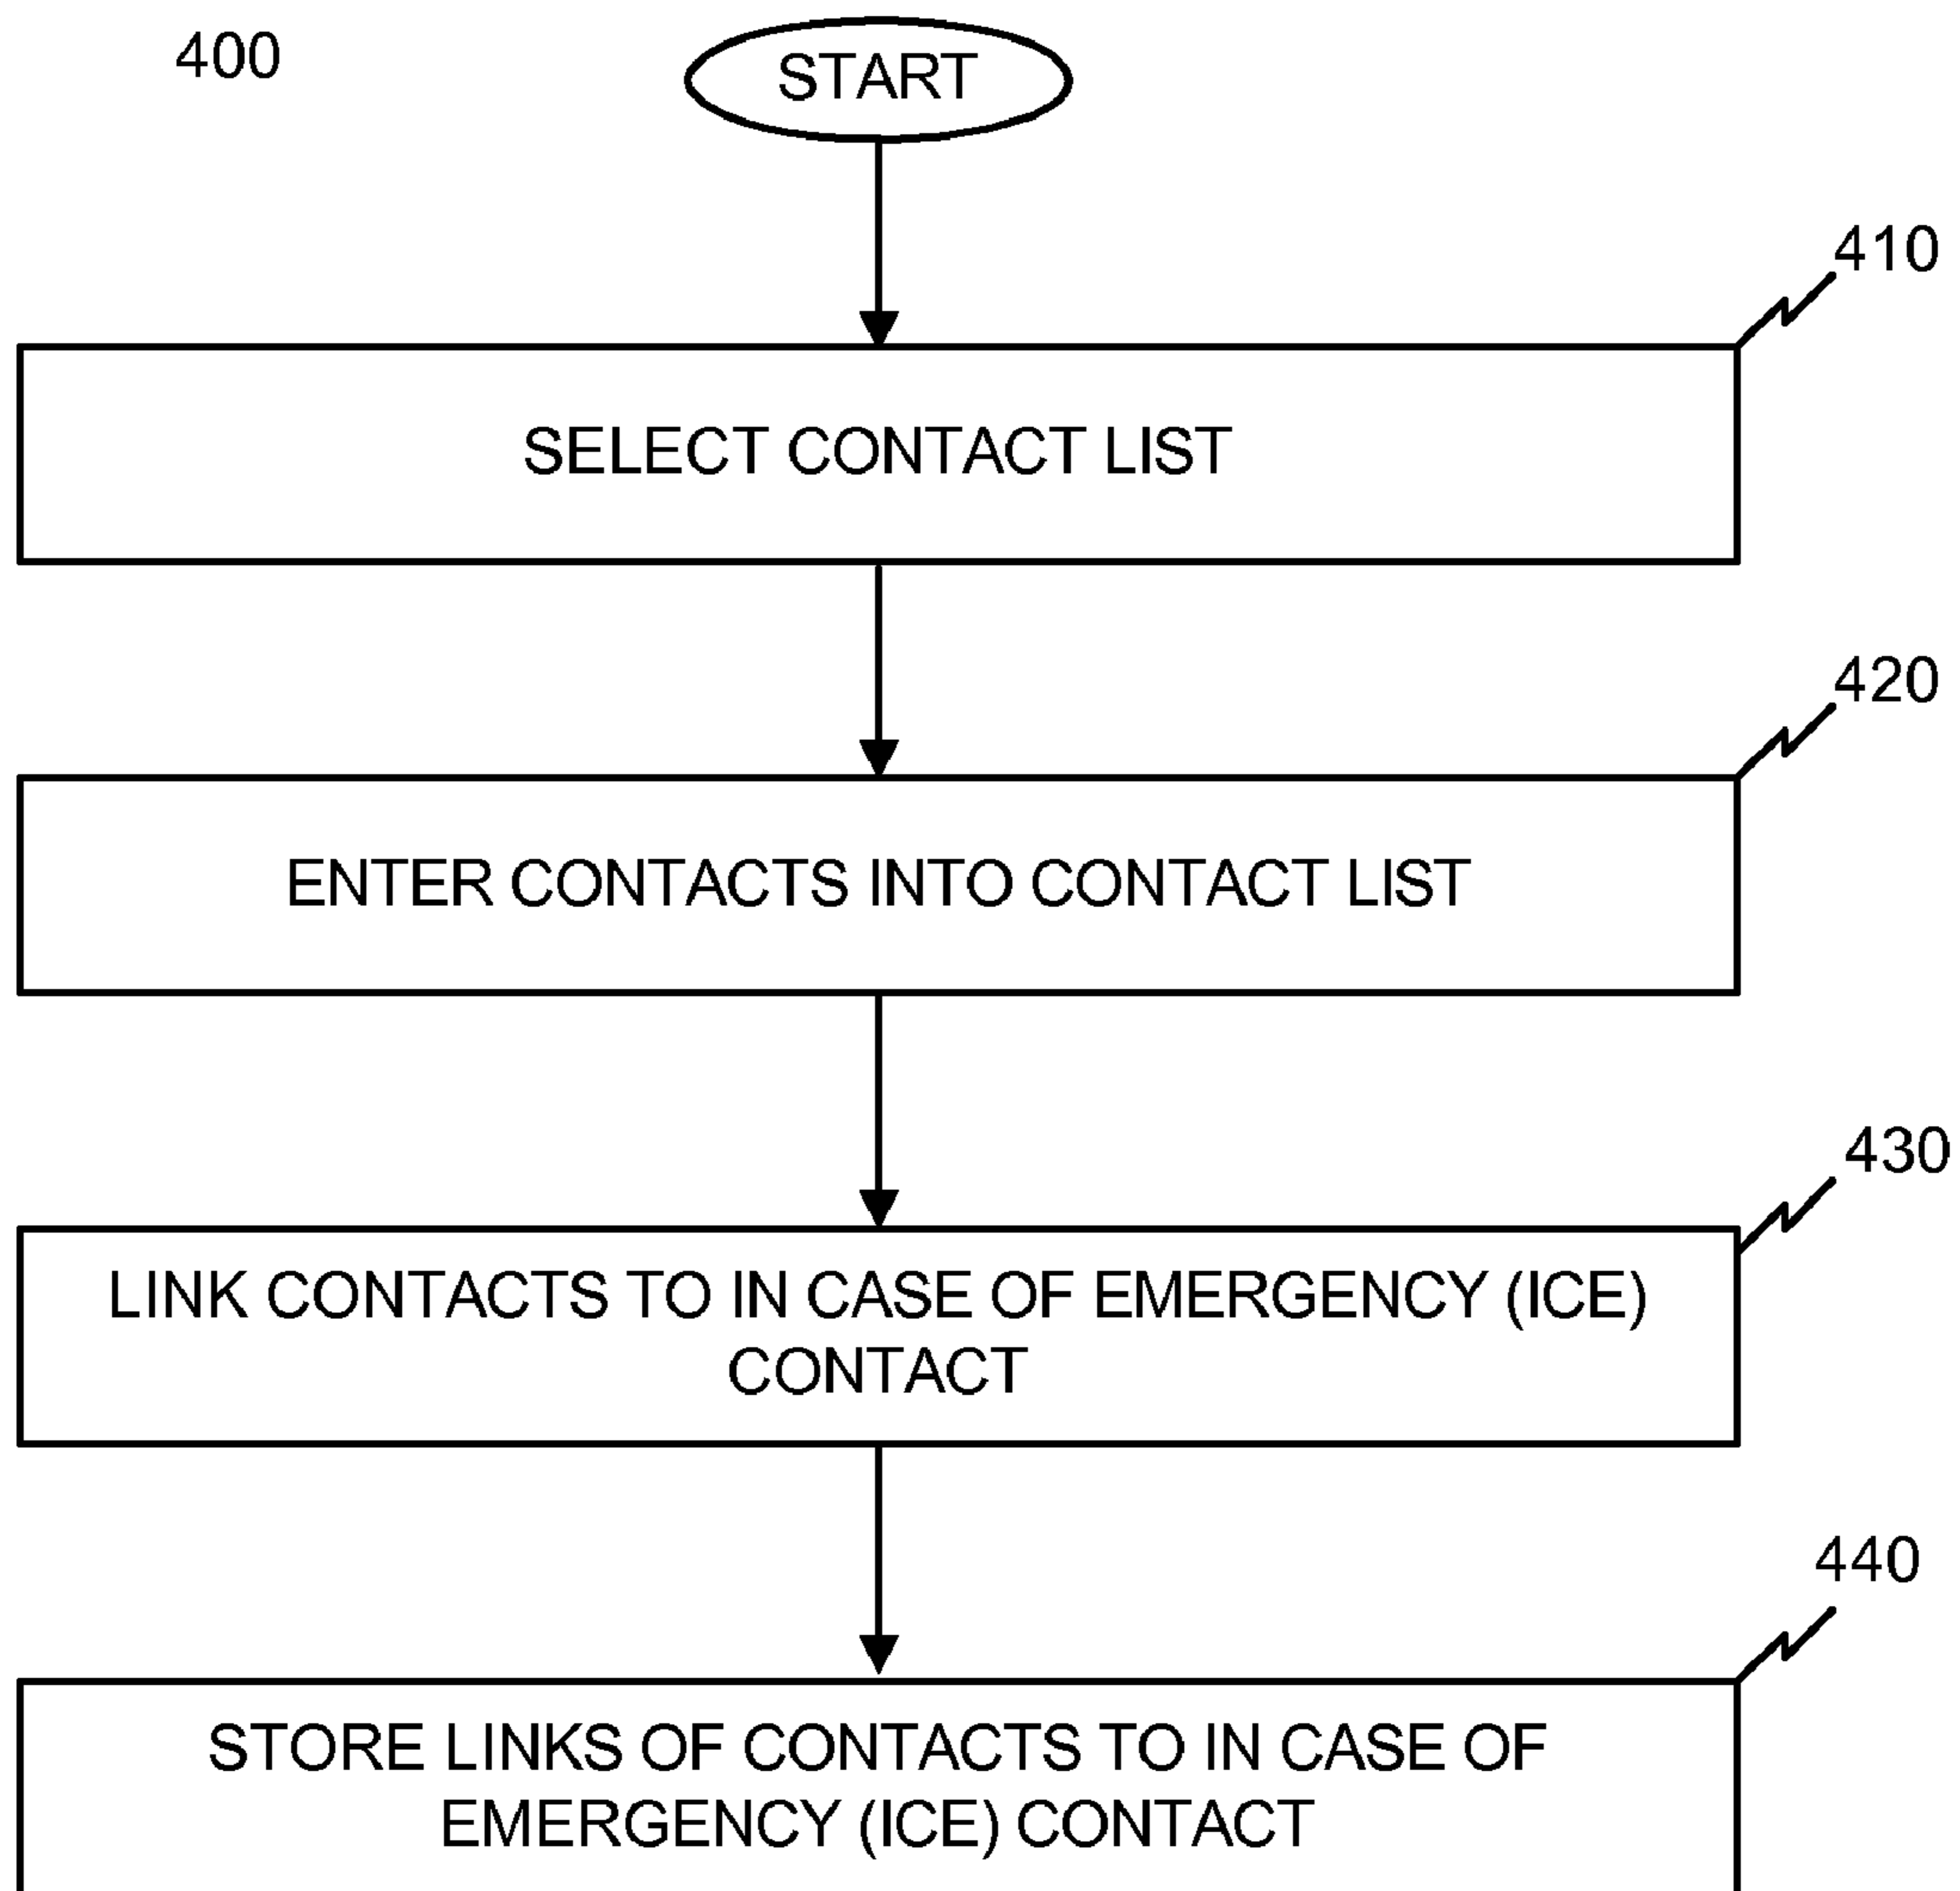 400
START
410
SELECT CONTACT LIST
420
ENTER CONTACTS INTO CONTACT LIST
430
LINK CONTACTS TO IN CASE OF EMERGENCY (ICE)
CONTACT
440
STORE LINKS OF CONTACTS TO IN CASE OF
EMERGENCY (ICE) CONTACT